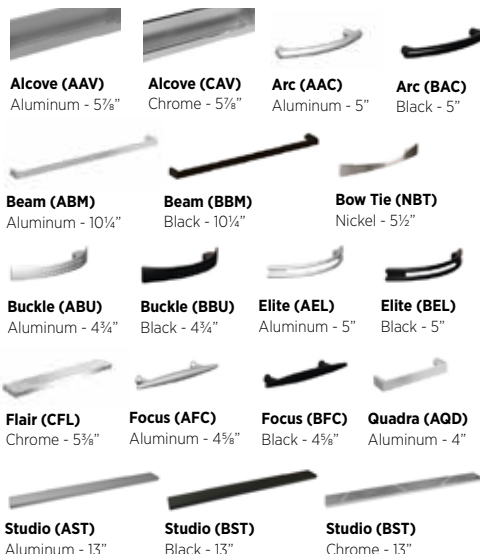 Alcove (AAV)
Aluminum - 5⅞”
Alcove (CAV)
Chrome - 5⅞”
Arc (AAC)
Aluminum - 5”
Arc (BAC)
Black - 5”
Beam (ABM)
Aluminum - 10¼”
Beam (BBM)
Black - 10¼”
Bow Tie (NBT)
Nickel - 5½”
Buckle (ABU)
Aluminum - 4¾”
Buckle (BBU)
Black - 4¾”
Elite (AEL)
Aluminum - 5”
Elite (BEL)
Black - 5”
Flair (CFL)
Chrome - 5⅜”
Focus (AFC)
Aluminum - 4⅝”
Focus (BFC)
Black - 4⅝”
Quadra (AQD)
Aluminum - 4”
Studio (AST)
Aluminum - 13”
Studio (BST)
Black - 13”
Studio (BST)
Chrome - 13”